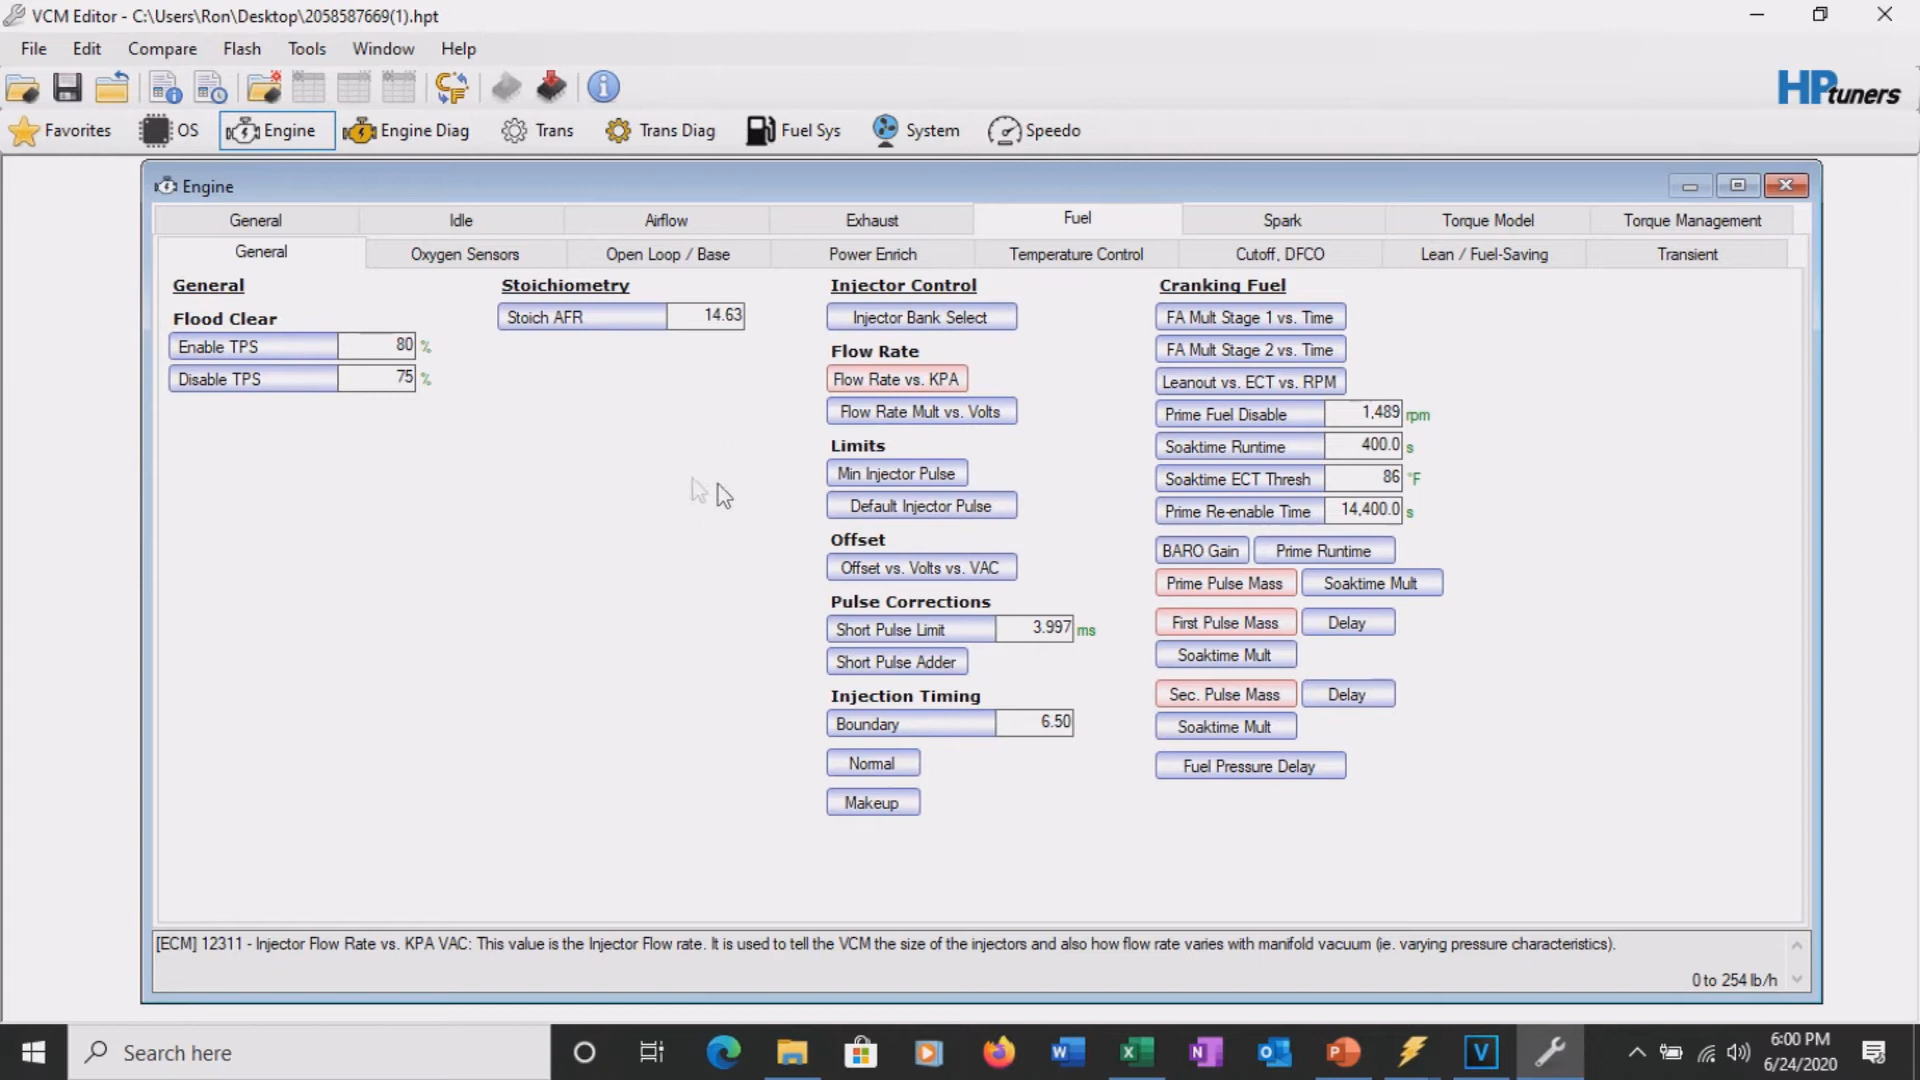 VCM Editor - C:\Users\Ron\Desktop\2058587669(1).hpt
File Edit Compare Flash Tools Window Help
HPtuners
Favorites OS Engine Engine Diag Trans Trans Diag Fuel Sys System Speedo
Engine
General Idle Airflow Exhaust Fuel Spark Torque Model Torque Management
General Oxygen Sensors Open Loop / Base Power Enrich Temperature Control Cutoff, DFCO Lean / Fuel-Saving Transient
General
Flood Clear
Enable TPS 80 %
Disable TPS 75 %
Stoichiometry
Stoich AFR 14.63
Injector Control
Injector Bank Select
Flow Rate
Flow Rate vs. KPA
Flow Rate Mult vs. Volts
Limits
Min Injector Pulse
Default Injector Pulse
Offset
Offset vs. Volts vs. VAC
Pulse Corrections
Short Pulse Limit 3.997 ms
Short Pulse Adder
Injection Timing
Boundary 6.50
Normal
Makeup
Cranking Fuel
FA Mult Stage 1 vs. Time
FA Mult Stage 2 vs. Time
Leanout vs. ECT vs. RPM
Prime Fuel Disable 1,489 rpm
Soaktime Runtime 400.0 s
Soaktime ECT Thresh 86 °F
Prime Re-enable Time 14,400.0 s
BARO Gain Prime Runtime
Prime Pulse Mass Soaktime Mult
First Pulse Mass Delay
Soaktime Mult
Sec. Pulse Mass Delay
Soaktime Mult
Fuel Pressure Delay
[ECM] 12311 - Injector Flow Rate vs. KPA VAC: This value is the Injector Flow rate. It is used to tell the VCM the size of the injectors and also how flow rate varies with manifold vacuum (ie. varying pressure characteristics).
0 to 254 lb/h
Search here
6:00 PM
6/24/2020